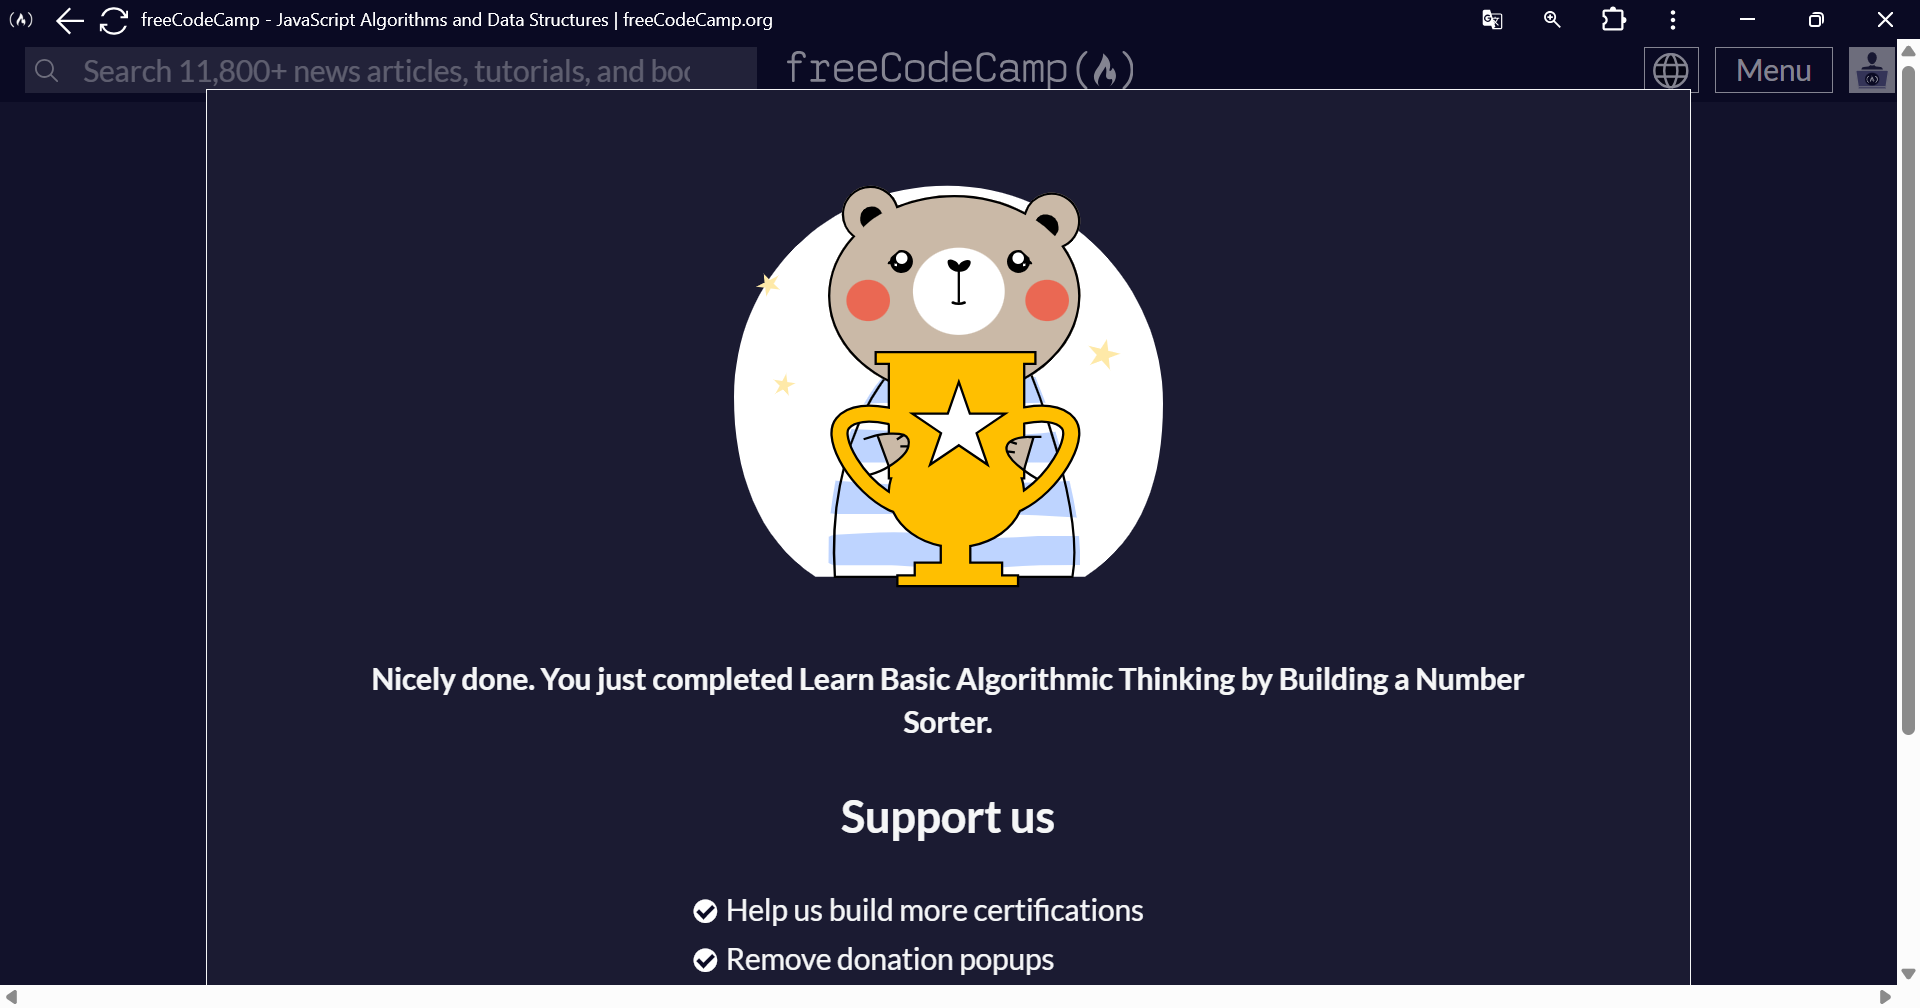 freeCodeCamp - JavaScript Algorithms and Data Structures | freeCodeCamp.org
Search 11,800+ news articles, tutorials, and boo
freeCodeCamp
Menu
Nicely done. You just completed Learn Basic Algorithmic Thinking by Building a Number
Sorter.
Support us
Help us build more certifications
Remove donation popups